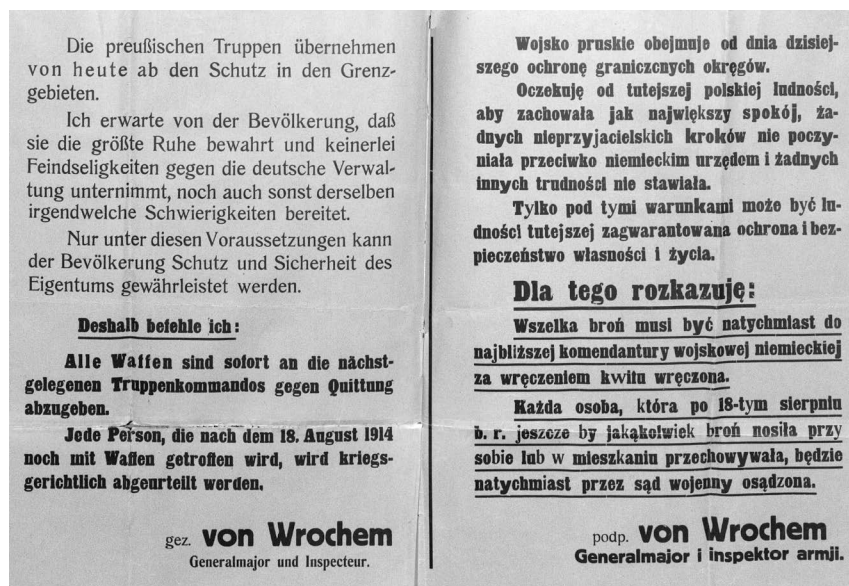 Die preußischen Truppen übernehmen
von heute ab den Schutz in den Grenz-
gebieten.
Ich erwarte von der Bevölkerung, daß
sie die größte Ruhe bewahrt und keinerlei
Feindseligkeiten gegen die deutsche Verwal-
tung unternimmt, noch auch sonst derselben
irgendwelche Schwierigkeiten bereitet.
Nur unter diesen Voraussetzungen kann
der Bevölkerung Schutz und Sicherheit des
Eigentums gewährleistet werden.
Deshalb befehle ich:
Alle Waffen sind sofort an die nächst-
gelegenen Truppenkommandos gegen Quittung
abzugeben.
Jede Person, die nach dem 18. August 1914
noch mit Waffen getroffen wird, wird kriegs-
gerichtlich abgeurteilt werden.
gez. von Wrochem
Generalmajor und Inspecteur.
Wojsko pruskie obejmuje od dnia dzisiej-
szego ochronę graniczcnych okręgów.
Oczekuję od tutejszej polskiej ludności,
aby zachowała jak największy spokój, ża-
dnych nieprzyjacielskich kroków nie poczy-
niała przeciwko niemieckim urzędem i żadnych
innych trudności nie stawiała.
Tylko pod tymi warunkami może być lu-
dności tutejszej zagwarantowana ochrona i bez-
pieczeństwo własności i życia.
Dla tego rozkazuję:
Wszelka broń musi być natychmiast do
najbliższej komendantury wojskowej niemieckiej
za wręczeniem kwitu wręczona.
Każda osoba, która po 18-tym sierpniu
b. r. jeszcze by jakąkolwiek broń nosiła przy
sobie lub w mieszkaniu przechowywała, będzie
natychmiast przez sąd wojenny osądzona.
podp. von Wrochem
Generalmajor i inspektor armji.